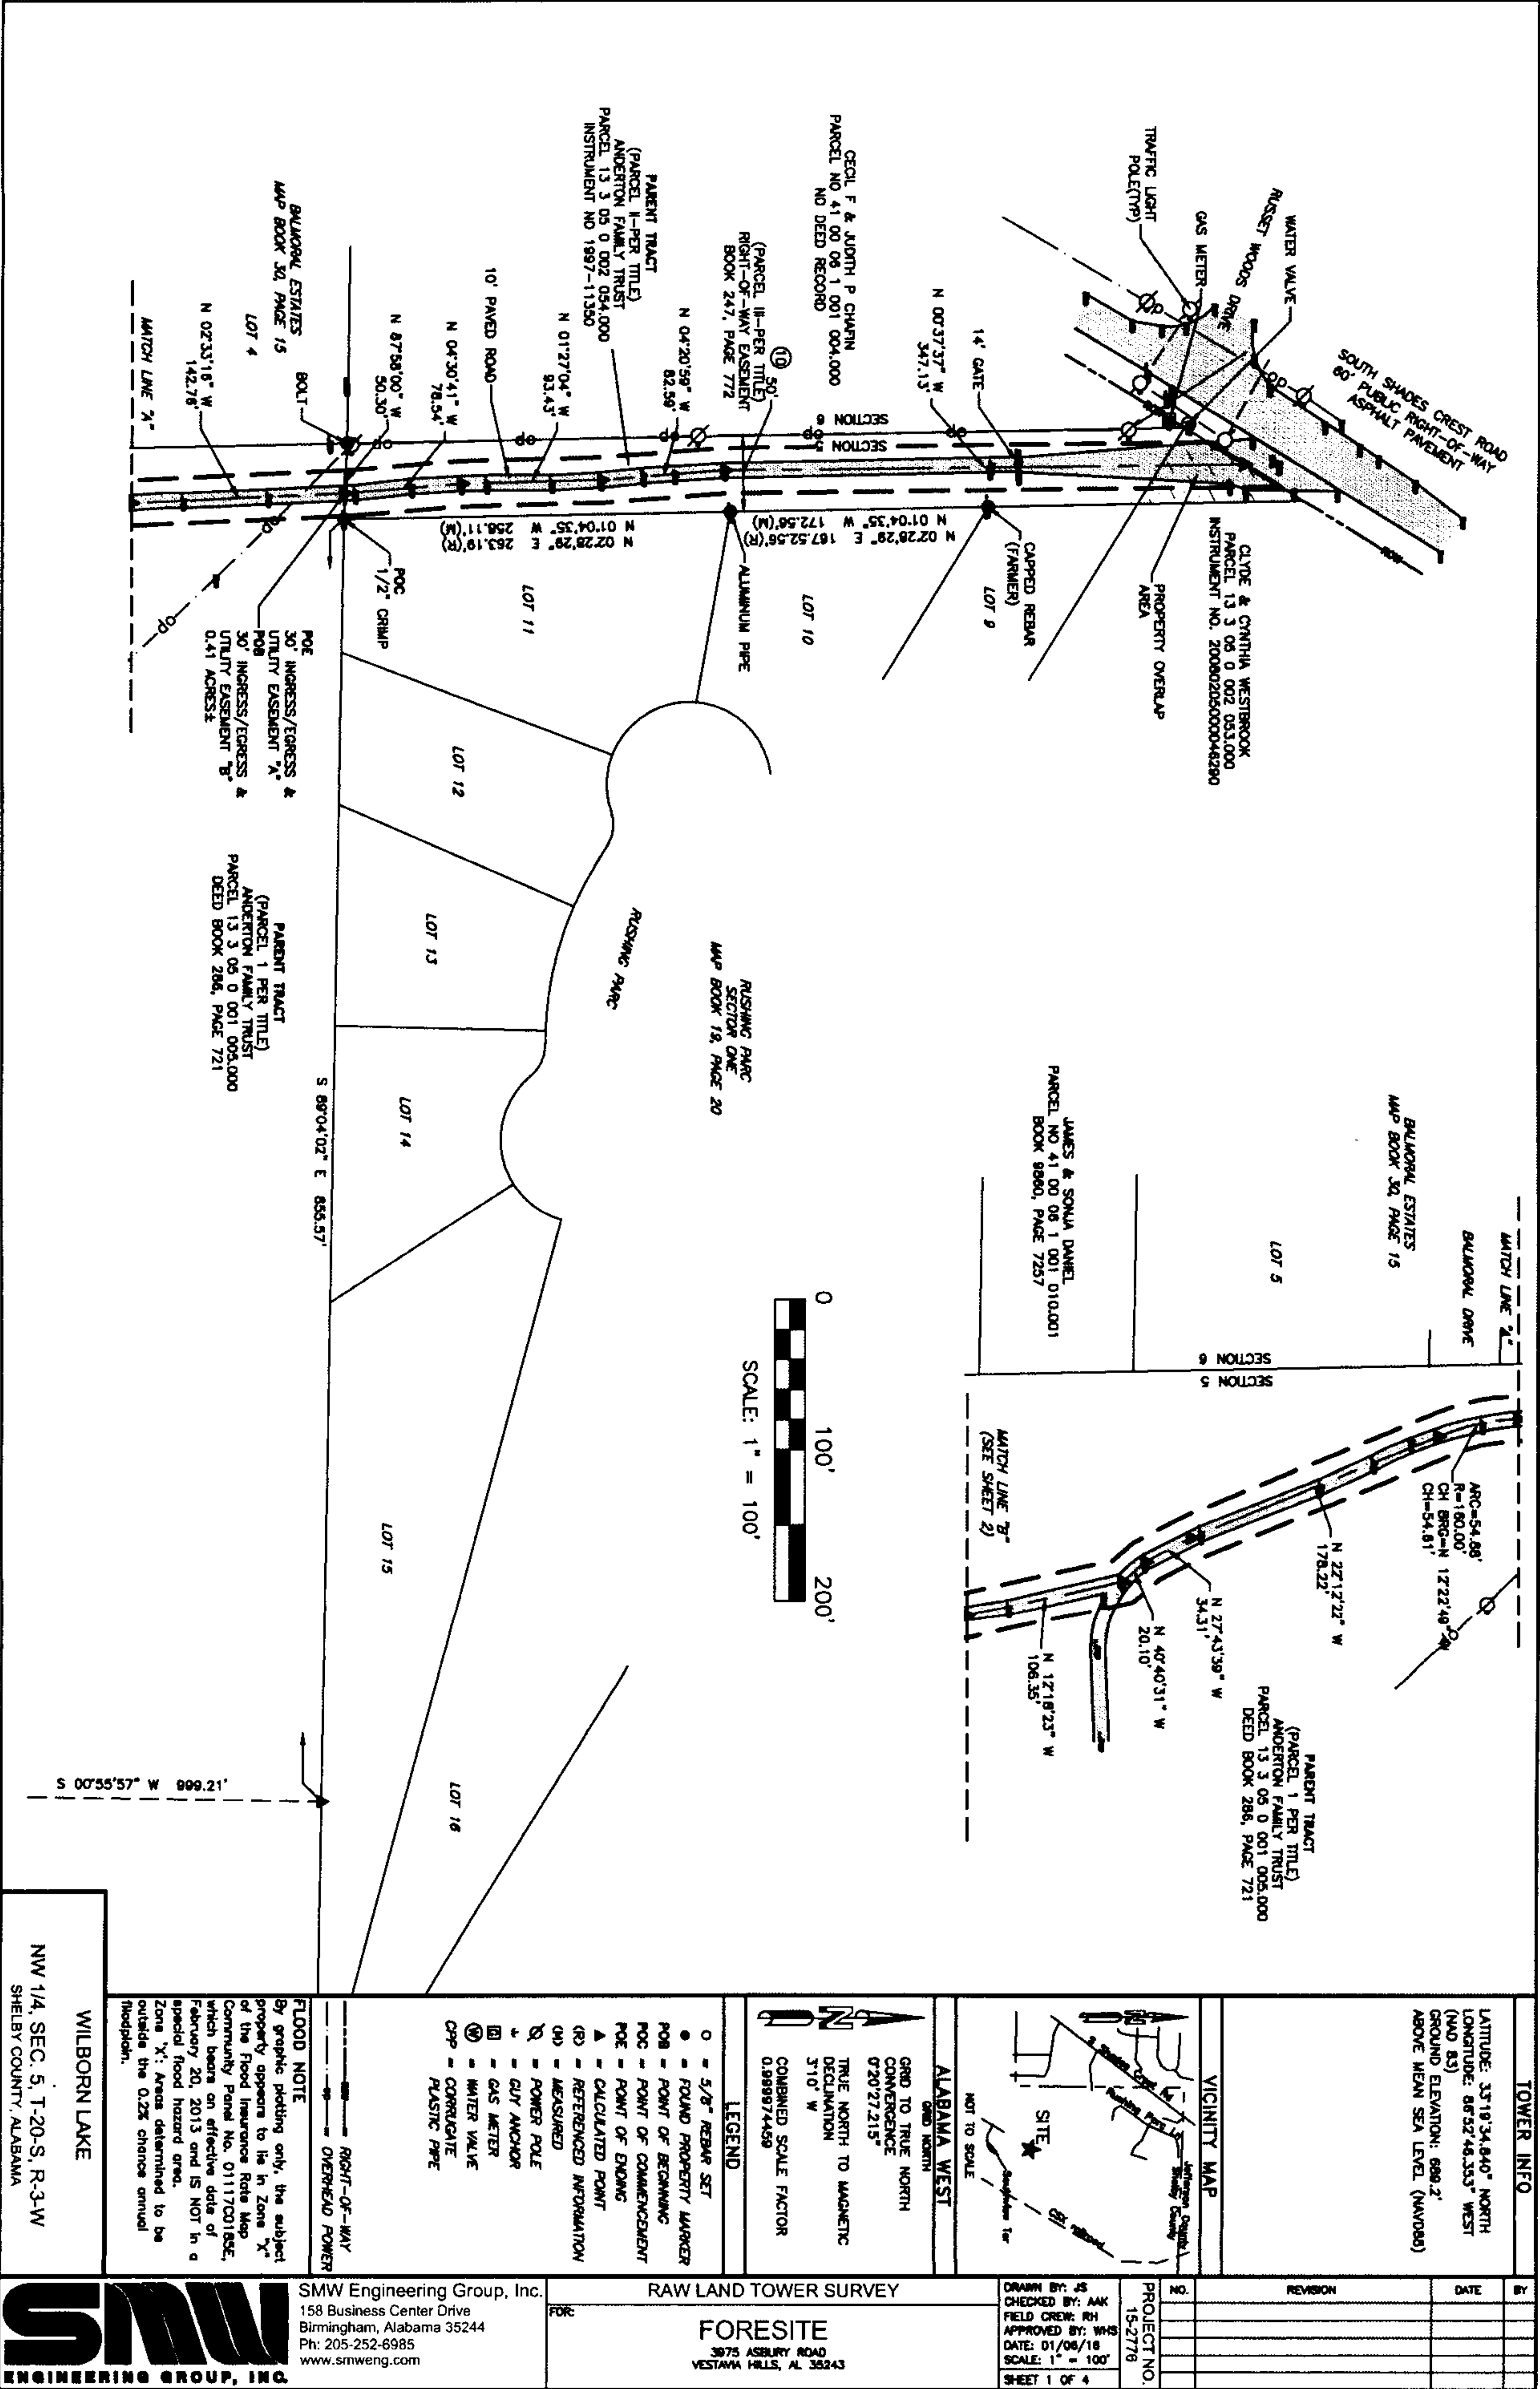 TOWER INFO
LATITUDE: 33°19'34.840" NORTH
LONGITUDE: 86°52'46.353" WEST
(NAD 83)
GROUND ELEVATION: 689.2'
ABOVE MEAN SEA LEVEL (NAVD88)
VICINITY MAP
S. Shades Crest Rd
Rushing Parc Ln
Jefferson County
Shelby County
SITE
Southview Ter
CSX railroad
NOT TO SCALE
ALABAMA WEST
GRID NORTH
GRID TO TRUE NORTH
CONVERGENCE
0°20'27.215"
TRUE NORTH TO MAGNETIC
DECLINATION
3°10' W
COMBINED SCALE FACTOR
0.9999974459
LEGEND
O = 5/8" REBAR SET
● = FOUND PROPERTY MARKER
POB = POINT OF BEGINNING
POC = POINT OF COMMENCEMENT
POE = POINT OF ENDING
▲ = CALCULATED POINT
(R) = REFERENCED INFORMATION
(M) = MEASURED
= POWER POLE
= GUY ANCHOR
= GAS METER
Ⓦ = WATER VALVE
CPP = CORRUGATE
PLASTIC PIPE
RIGHT-OF-WAY
OVERHEAD POWER
FLOOD NOTE
By graphic plotting only, the subject
property appears to lie in Zone "X"
of the Flood Insurance Rate Map
Community Panel No. 01117C0185E,
which bears an effective date of
February 20, 2013 and IS NOT in a
special flood hazard area.
Zone 'X': Areas determined to be
outside the 0.2% chance annual
floodplain.
WILBORN LAKE
NW 1/4, SEC. 5, T-20-S, R-3-W
SHELBY COUNTY, ALABAMA
SOUTH SHADES CREST ROAD
60' PUBLIC RIGHT-OF-WAY
ASPHALT PAVEMENT
WATER VALVE
RUSSET WOODS DRIVE
GAS METER
TRAFFIC LIGHT
POLE(TYP)
ROW
CLYDE & CYNTHIA WESTBROOK
PARCEL 13 3 05 0 002 053.000
INSTRUMENT NO. 20080205000046290
PROPERTY OVERLAP
AREA
14' GATE
N 00°37'37" W
347.13'
CAPPED REBAR
(FARMER)
LOT 9
CECIL F & JUDITH P CHAFIN
PARCEL NO 41 00 06 1 001 004.000
NO DEED RECORD
SECTION 6
SECTION 5
N 02°28'29" E 167.52.56'(R)
N 01°04'35" W 172.56'(M)
LOT 10
⑩ 50'
(PARCEL III-PER TITLE)
RIGHT-OF-WAY EASEMENT
BOOK 247, PAGE 772
ALUMINUM PIPE
N 04°20'59" W
82.59'
PARENT TRACT
(PARCEL II-PER TITLE)
ANDERTON FAMILY TRUST
PARCEL 13 3 05 0 002 054.000
INSTRUMENT NO 1997-11350
N 01°27'04" W
93.43'
10' PAVED ROAD
N 02°28'29" E 263.19'(R)
N 01°04'35" W 258.11'(M)
LOT 11
N 04°30'41" W
78.54'
N 87°58'00" W
50.30'
POC
1/2" CRIMP
BOLT
BALMORAL ESTATES
MAP BOOK 30, PAGE 15
LOT 4
N 02°33'18" W
142.78'
MATCH LINE "A"
POE
30' INGRESS/EGRESS &
UTILITY EASEMENT "A"
POB
30' INGRESS/EGRESS &
UTILITY EASEMENT "B"
0.41 ACRES±
LOT 12
LOT 13
LOT 14
LOT 15
LOT 16
RUSHING PARC
RUSHING PARC
SECTOR ONE
MAP BOOK 19, PAGE 20
PARENT TRACT
(PARCEL 1 PER TITLE)
ANDERTON FAMILY TRUST
PARCEL 13 3 05 0 001 005.000
DEED BOOK 286, PAGE 721
S 89°04'02" E 855.57'
S 00°55'57" W 999.21'
MATCH LINE "A"
BALMORAL DRIVE
BALMORAL ESTATES
MAP BOOK 30, PAGE 15
LOT 5
SECTION 6
SECTION 5
JAMES & SONJA DANIEL
PARCEL NO 41 00 06 1 001 010.001
BOOK 9860, PAGE 7257
ARC=54.88'
R=160.00'
CH BRG=N 12°22'49" W
CH=54.61'
N 22°12'22" W
178.22'
N 27°43'39" W
34.31'
N 40°40'31" W
20.10'
N 12°18'23" W
106.35'
MATCH LINE "B"
(SEE SHEET 2)
PARENT TRACT
(PARCEL 1 PER TITLE)
ANDERTON FAMILY TRUST
PARCEL 13 3 05 0 001 005.000
DEED BOOK 286, PAGE 721
0 100' 200'
SCALE: 1" = 100'
SMW
ENGINEERING GROUP, INC.
SMW Engineering Group, Inc.
158 Business Center Drive
Birmingham, Alabama 35244
Ph: 205-252-6985
www.smweng.com
RAW LAND TOWER SURVEY
FOR:
FORESITE
3975 ASBURY ROAD
VESTAVIA HILLS, AL 35243
DRAWN BY: JS
CHECKED BY: AAK
FIELD CREW: RH
APPROVED BY: WHS
DATE: 01/06/16
SCALE: 1" = 100'
SHEET 1 OF 4
PROJECT NO.
15-2776
NO. REVISION DATE BY